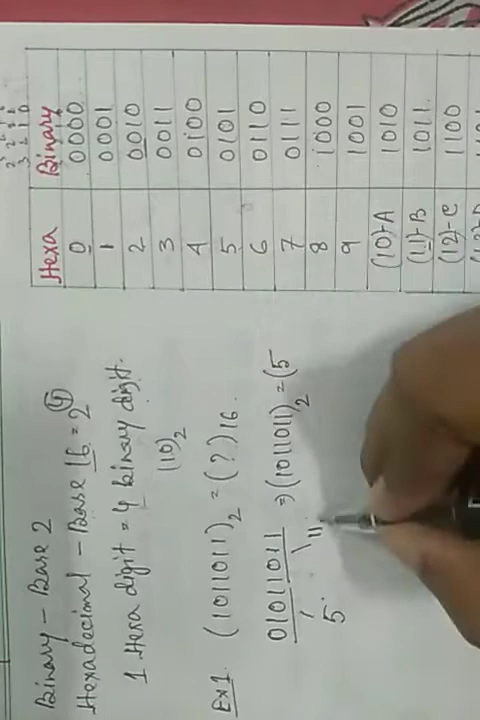 Binary - Base 2
Hexadecimal - Base 16 = 2⁴
1 Hexa digit = 4 binary digit.
(10)₂
Ex1. (1011011)₂ = (?)₁₆.
01011011 ⇒ (1011011)₂ = (5
5. 11
Hexa Binary
0 0000
1 0001
2 0010
3 0011
4 0100
5 0101
6 0110
7 0111
8 1000
9 1001
(10)-A 1010
(11)-B 1011
(12)-C 1100